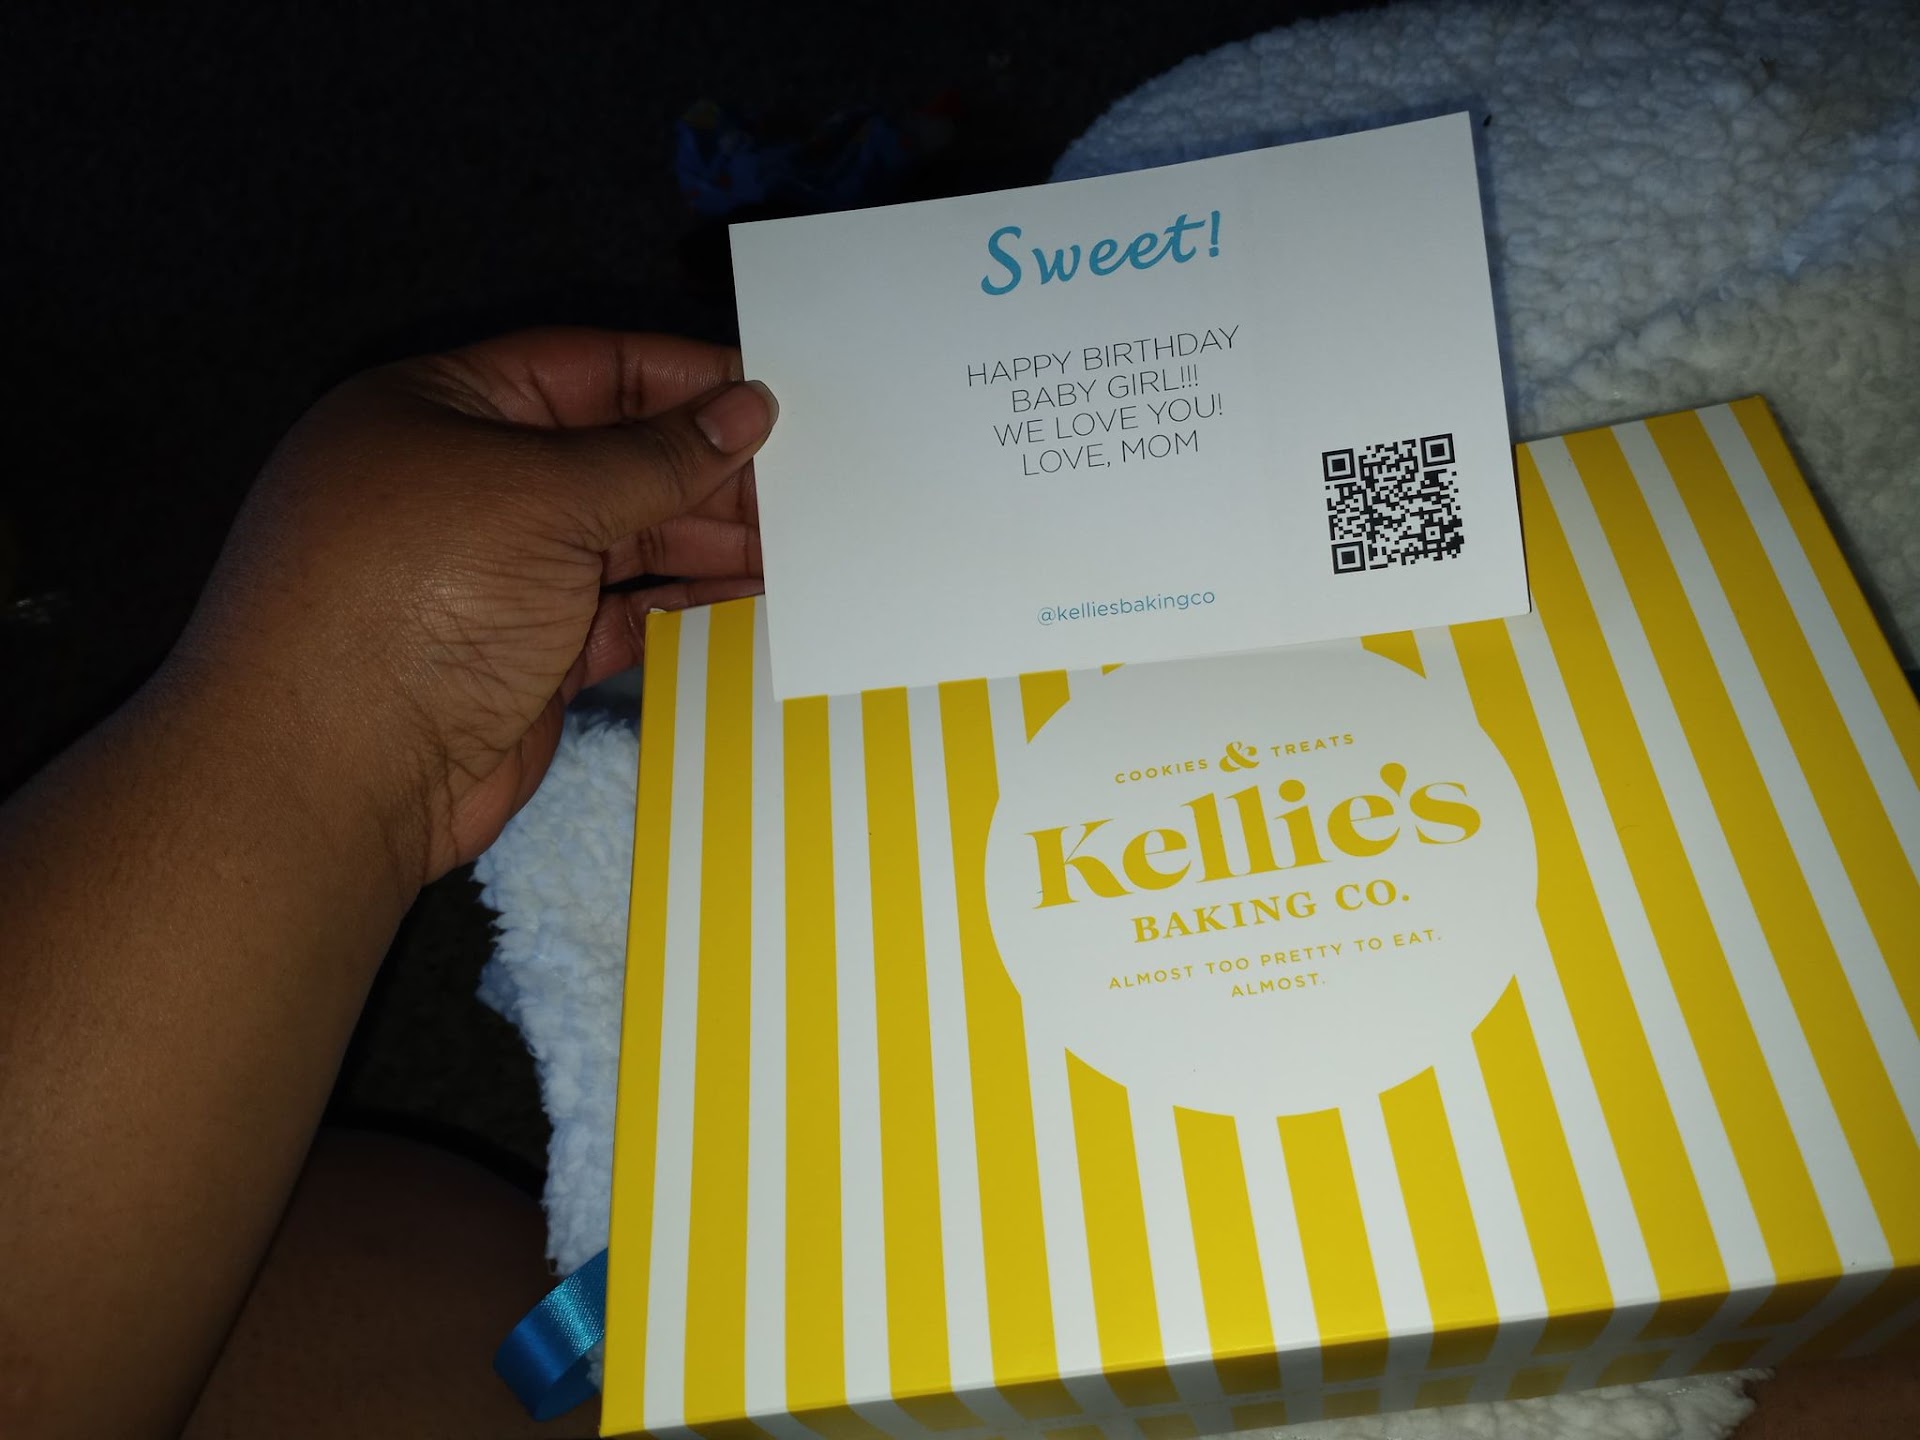 Sweet!
HAPPY BIRTHDAY
BABY GIRL!!!
WE LOVE YOU!
LOVE, MOM
@kelliesbakingco
COOKIES & TREATS
Kellie's
BAKING CO.
ALMOST TOO PRETTY TO EAT.
ALMOST.